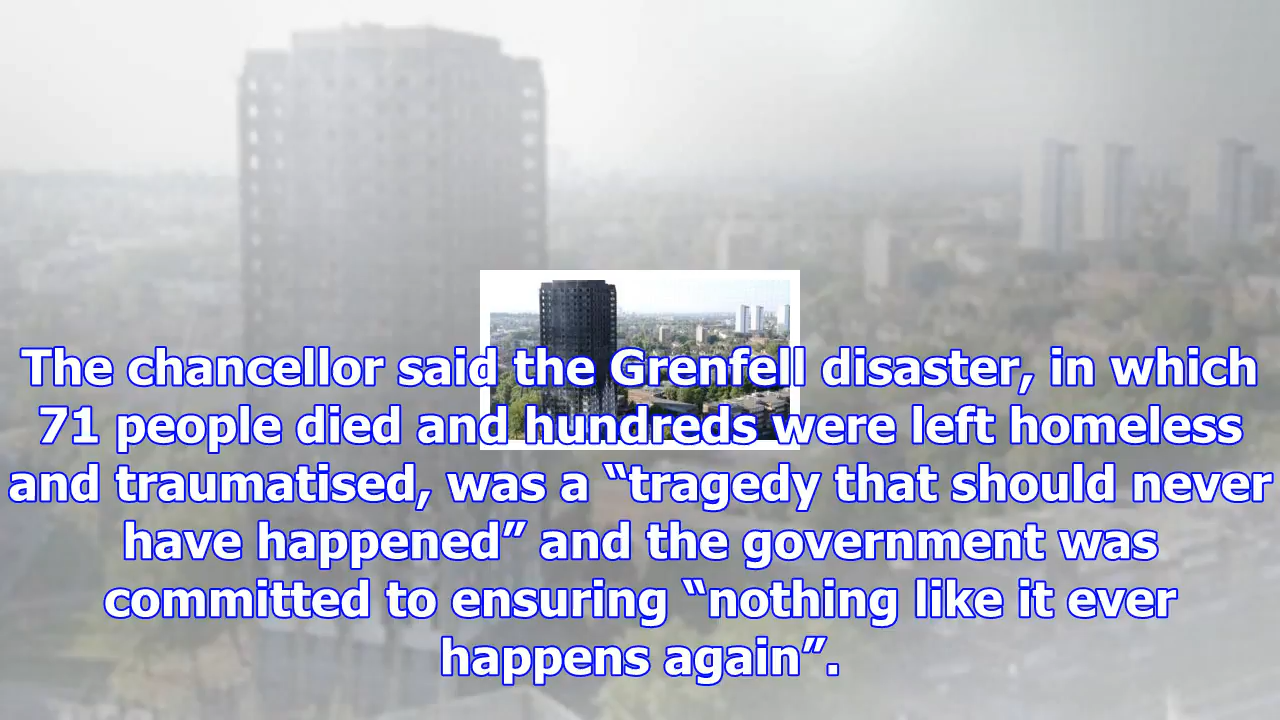 The chancellor said the Grenfell disaster, in which
71 people died and hundreds were left homeless
and traumatised, was a “tragedy that should never
have happened” and the government was
committed to ensuring “nothing like it ever
happens again”.